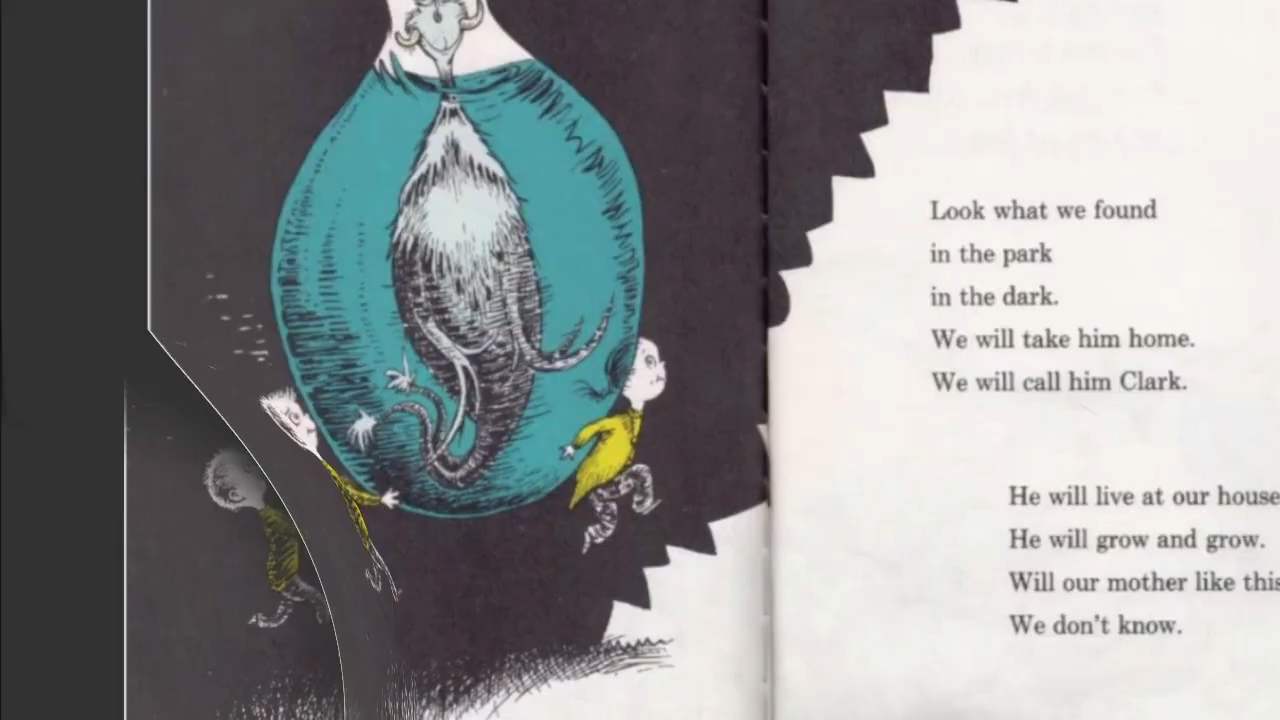 Look what we found
in the park
in the dark.
We will take him home.
We will call him Clark.
He will live at our house
He will grow and grow.
Will our mother like this
We don't know.